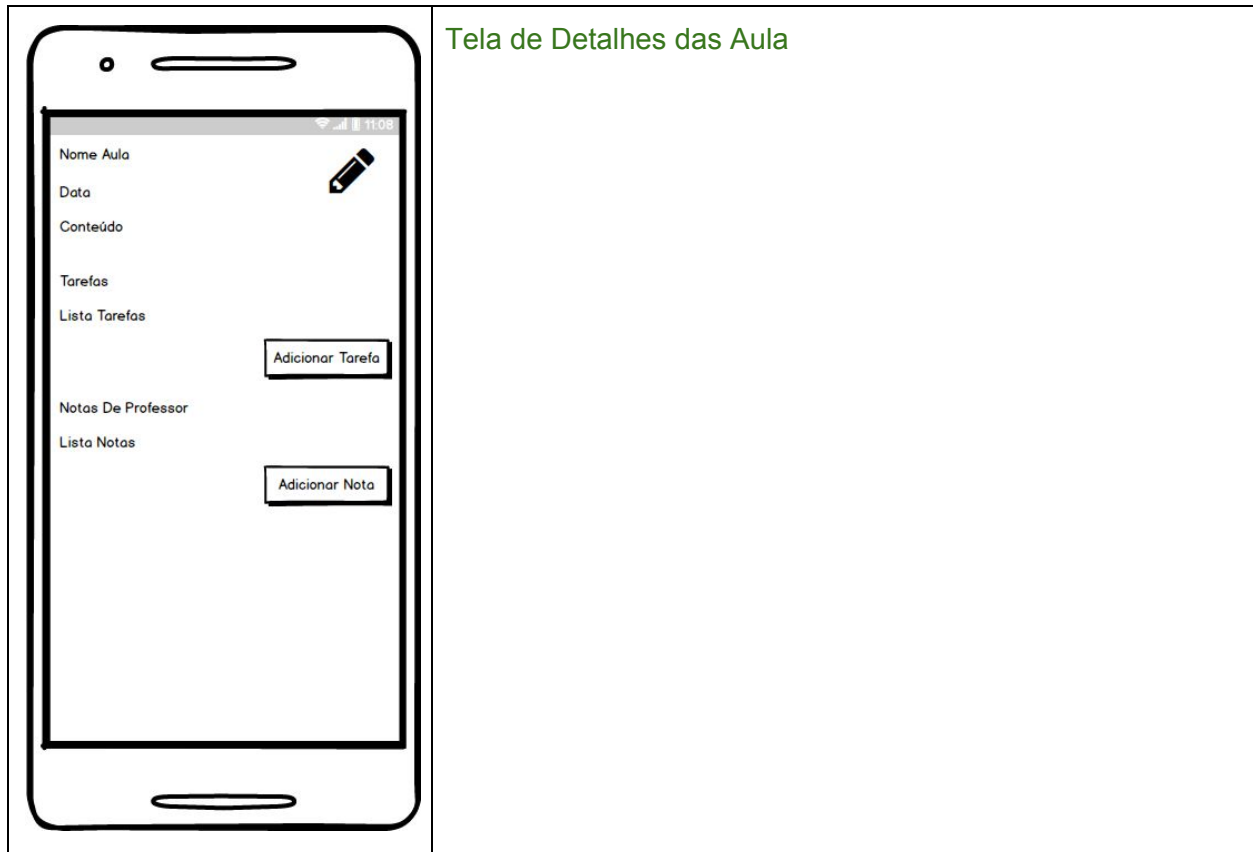 Tela de Detalhes das Aula
11:08
Nome Aula
Data
Conteúdo
Tarefas
Lista Tarefas
Adicionar Tarefa
Notas De Professor
Lista Notas
Adicionar Nota